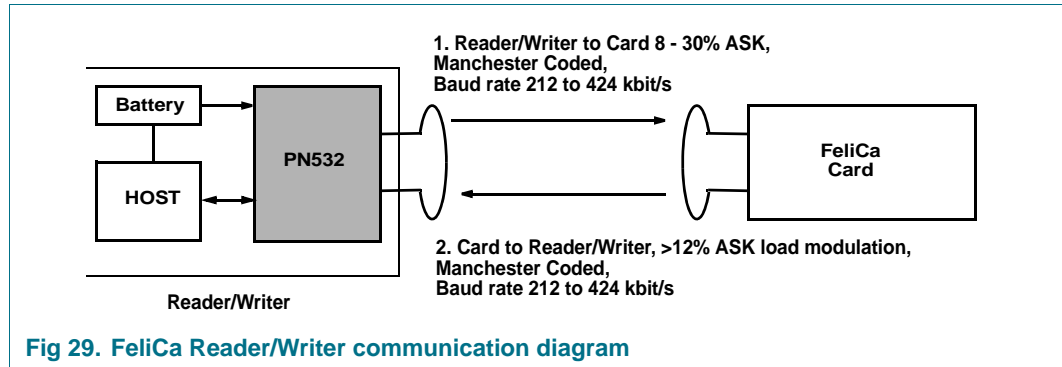 1. Reader/Writer to Card 8 - 30% ASK,
Manchester Coded,
Baud rate 212 to 424 kbit/s
Battery
PN532
HOST
FeliCa
Card
2. Card to Reader/Writer, >12% ASK load modulation,
Manchester Coded,
Baud rate 212 to 424 kbit/s
Reader/Writer
Fig 29. FeliCa Reader/Writer communication diagram